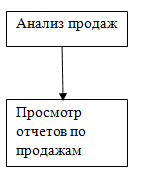 Анализ продаж
Просмотр
отчетов по
продажам